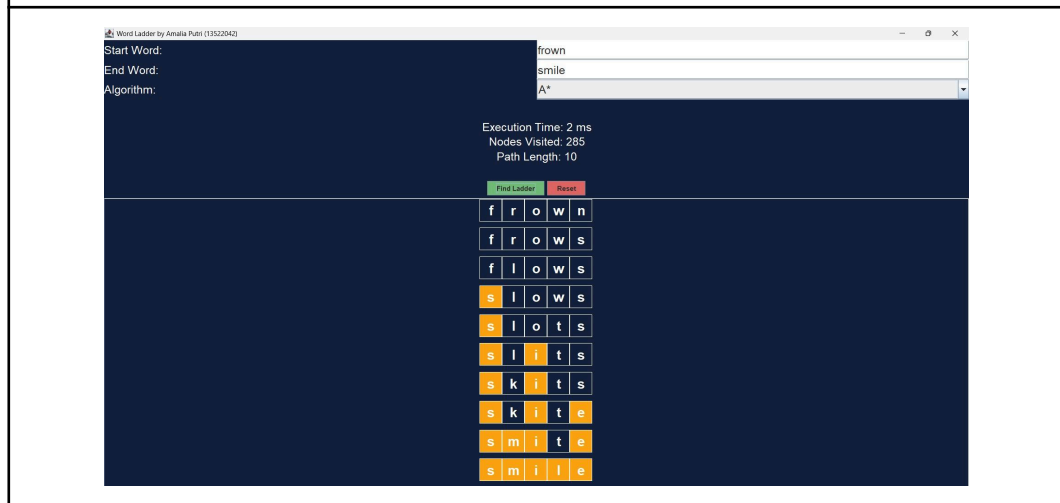 Word Ladder by Amalia Putri (13522042)
Start Word: frown
End Word: smile
Algorithm: A*
Execution Time: 2 ms
Nodes Visited: 285
Path Length: 10
Find Ladder Reset
f r o w n
f r o w s
f l o w s
s l o w s
s l o t s
s l i t s
s k i t s
s k i t e
s m i t e
s m i l e